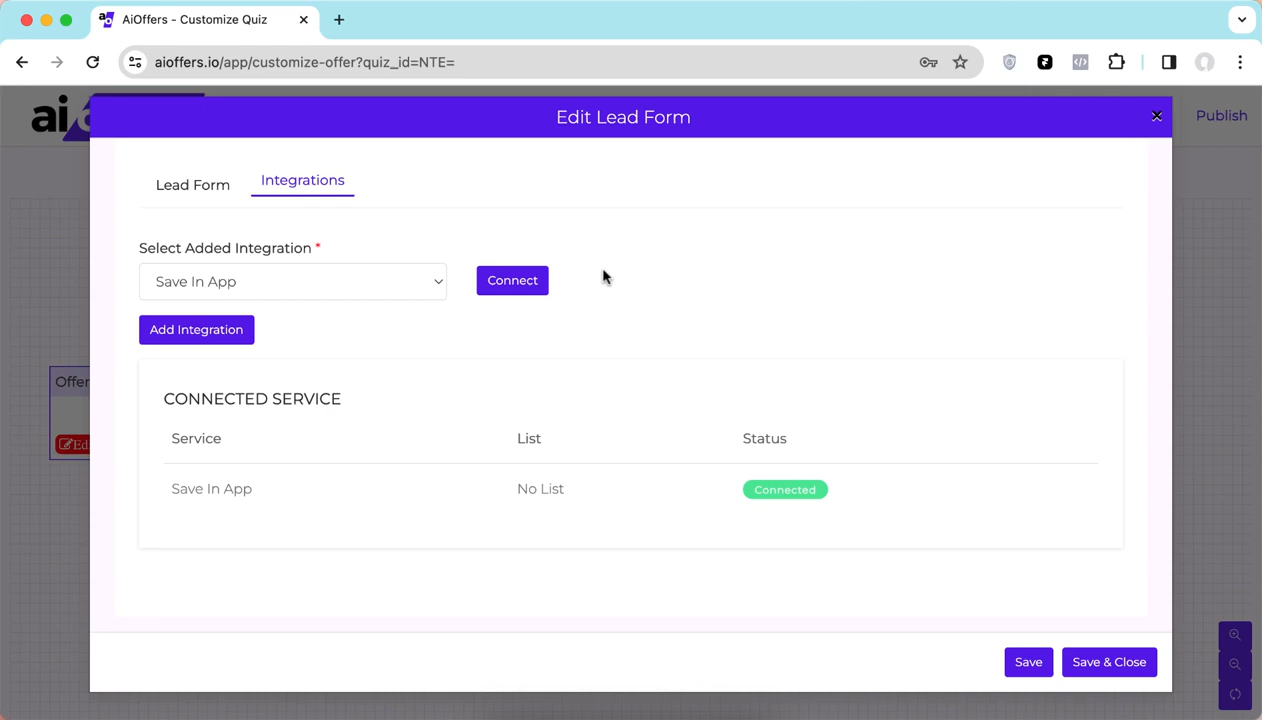 AiOffers - Customize Quiz
aioffers.io/app/customize-offer?quiz_id=NTE=
ai
Edit Lead Form
Publish
Lead Form
Integrations
Select Added Integration *
Save In App
Connect
Add Integration
Offer
CONNECTED SERVICE
Service List Status
Save In App No List Connected
Save
Save & Close